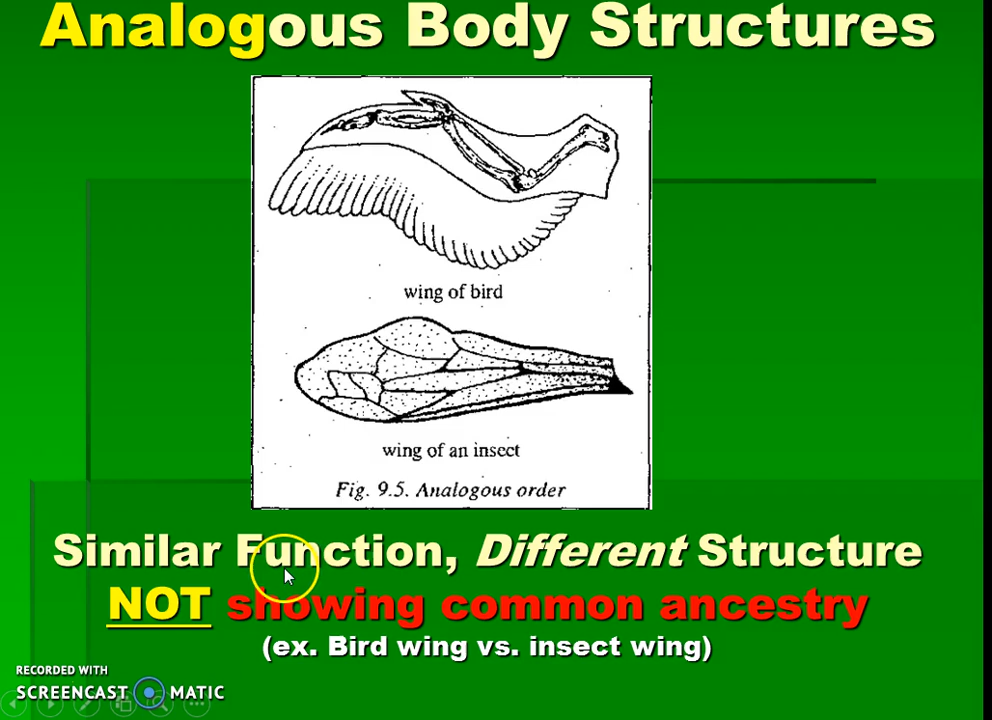 Analogous Body Structures
wing of bird
wing of an insect
Fig. 9.5. Analogous order
Similar Function, Different Structure
NOT showing common ancestry
(ex. Bird wing vs. insect wing)
RECORDED WITH
SCREENCAST MATIC